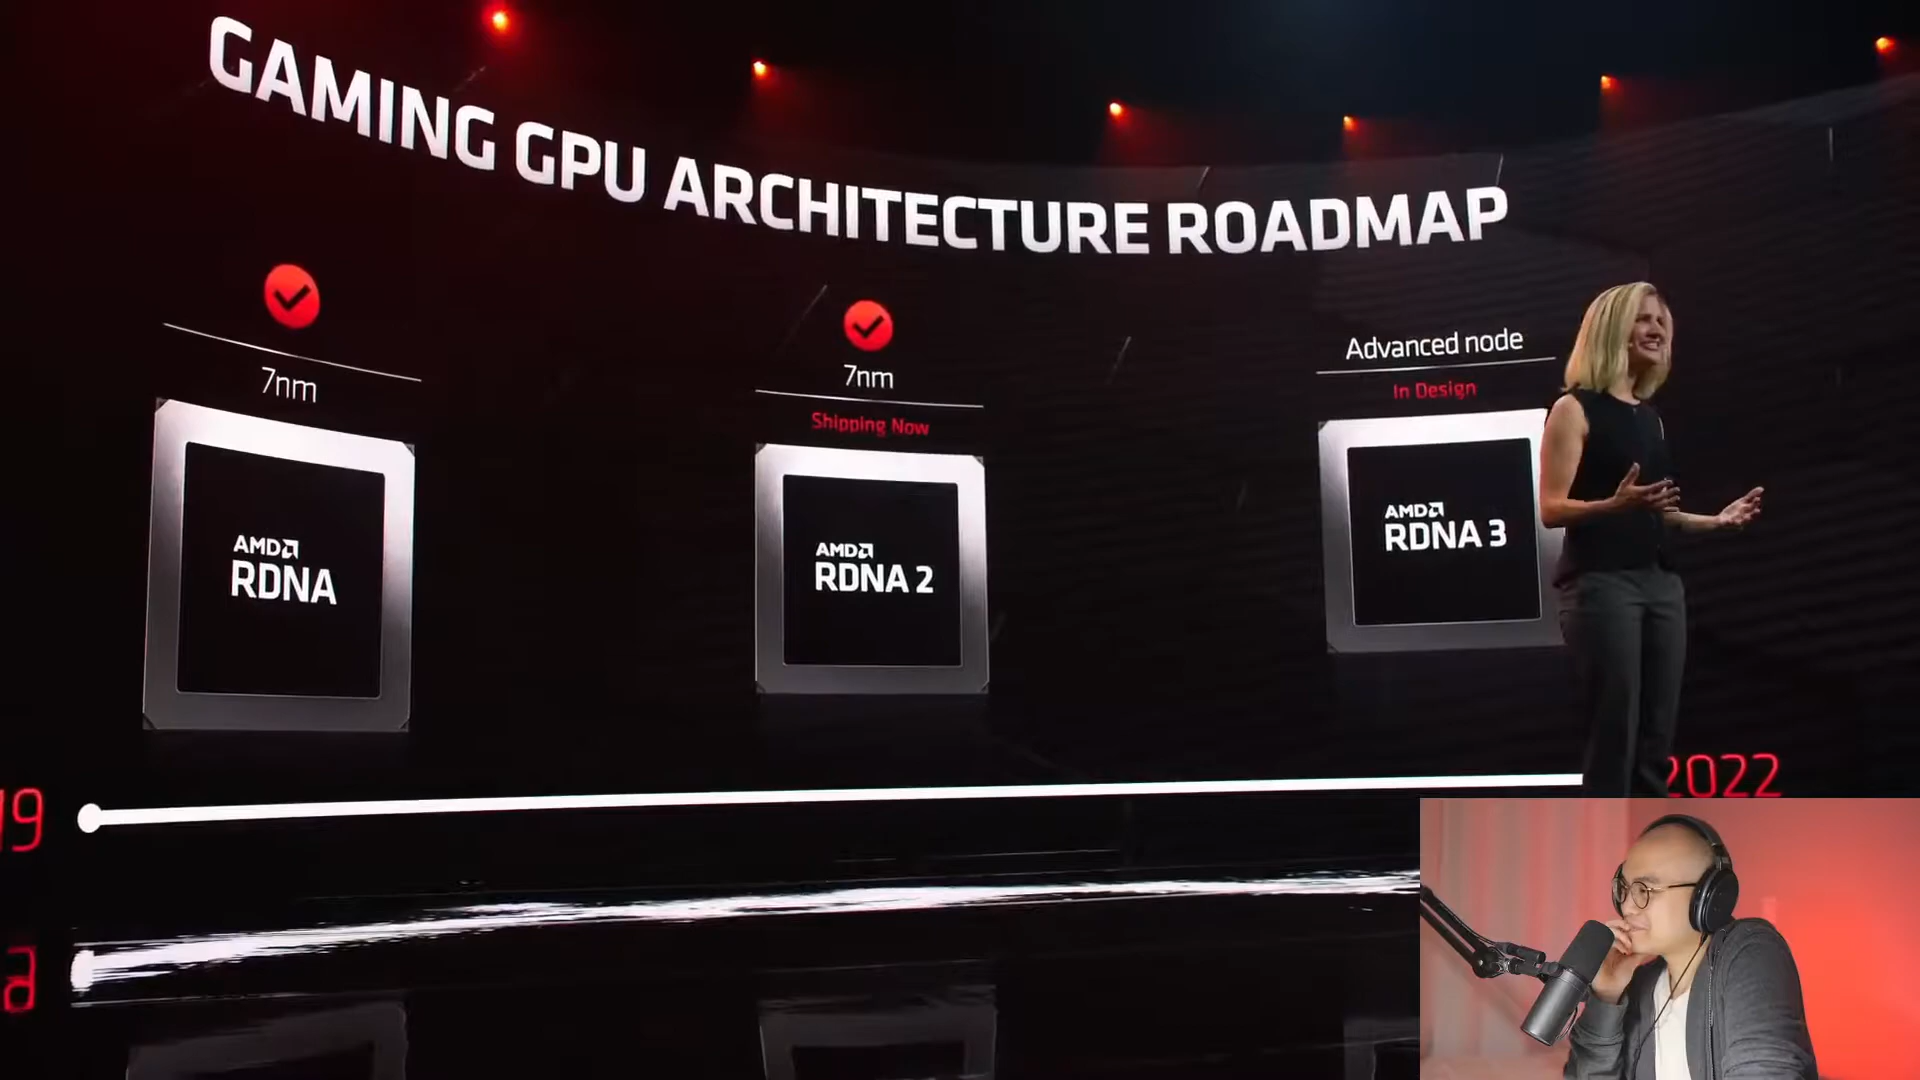 GAMING GPU ARCHITECTURE ROADMAP
7nm
AMD
RDNA
7nm
Shipping Now
AMD
RDNA 2
Advanced node
In Design
AMD
RDNA 3
19
2022